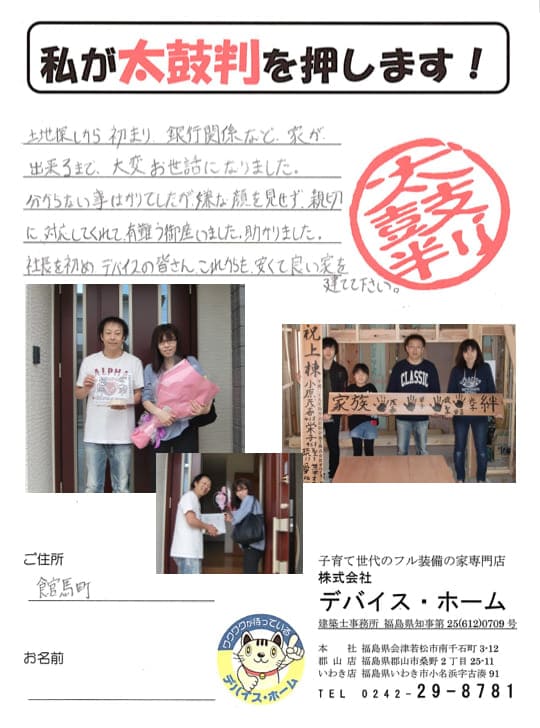 私が太鼓判を押します!
土地探しから初まり、銀行関係など、家が、
出来るまで、大変お世話になりました。
分からない事ばかりでしたが、嫌な顔を見せず、親切
に対応してくれて、有難う御座いました。助かりました。
社長を初めデバイスの皆さん、これからも、安くて良い家を
建てて下さい。
太鼓判
祝上棟
CLASSIC
ALPHA
家族
絆
ご住所
館馬町
お名前
ワクワクが待っている
デバイス・ホーム
子育て世代のフル装備の家専門店
株式会社
デバイス・ホーム
建築士事務所 福島県知事第25(612)0709号
本 社 福島県会津若松市南千石町3-12
郡山店 福島県郡山市桑野2丁目25-11
いわき店 福島県いわき市小名浜字古湊91
TEL 0242-29-8781